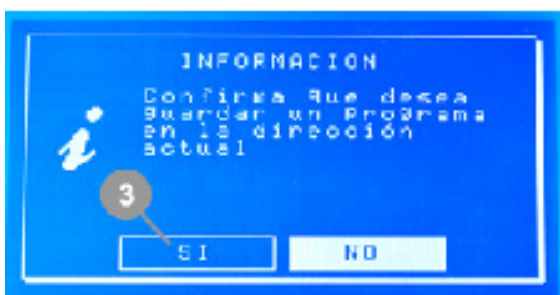 INFORMACION
Confirma que desea
guardar un Programa
en la dirección
actual
3
SI
NO